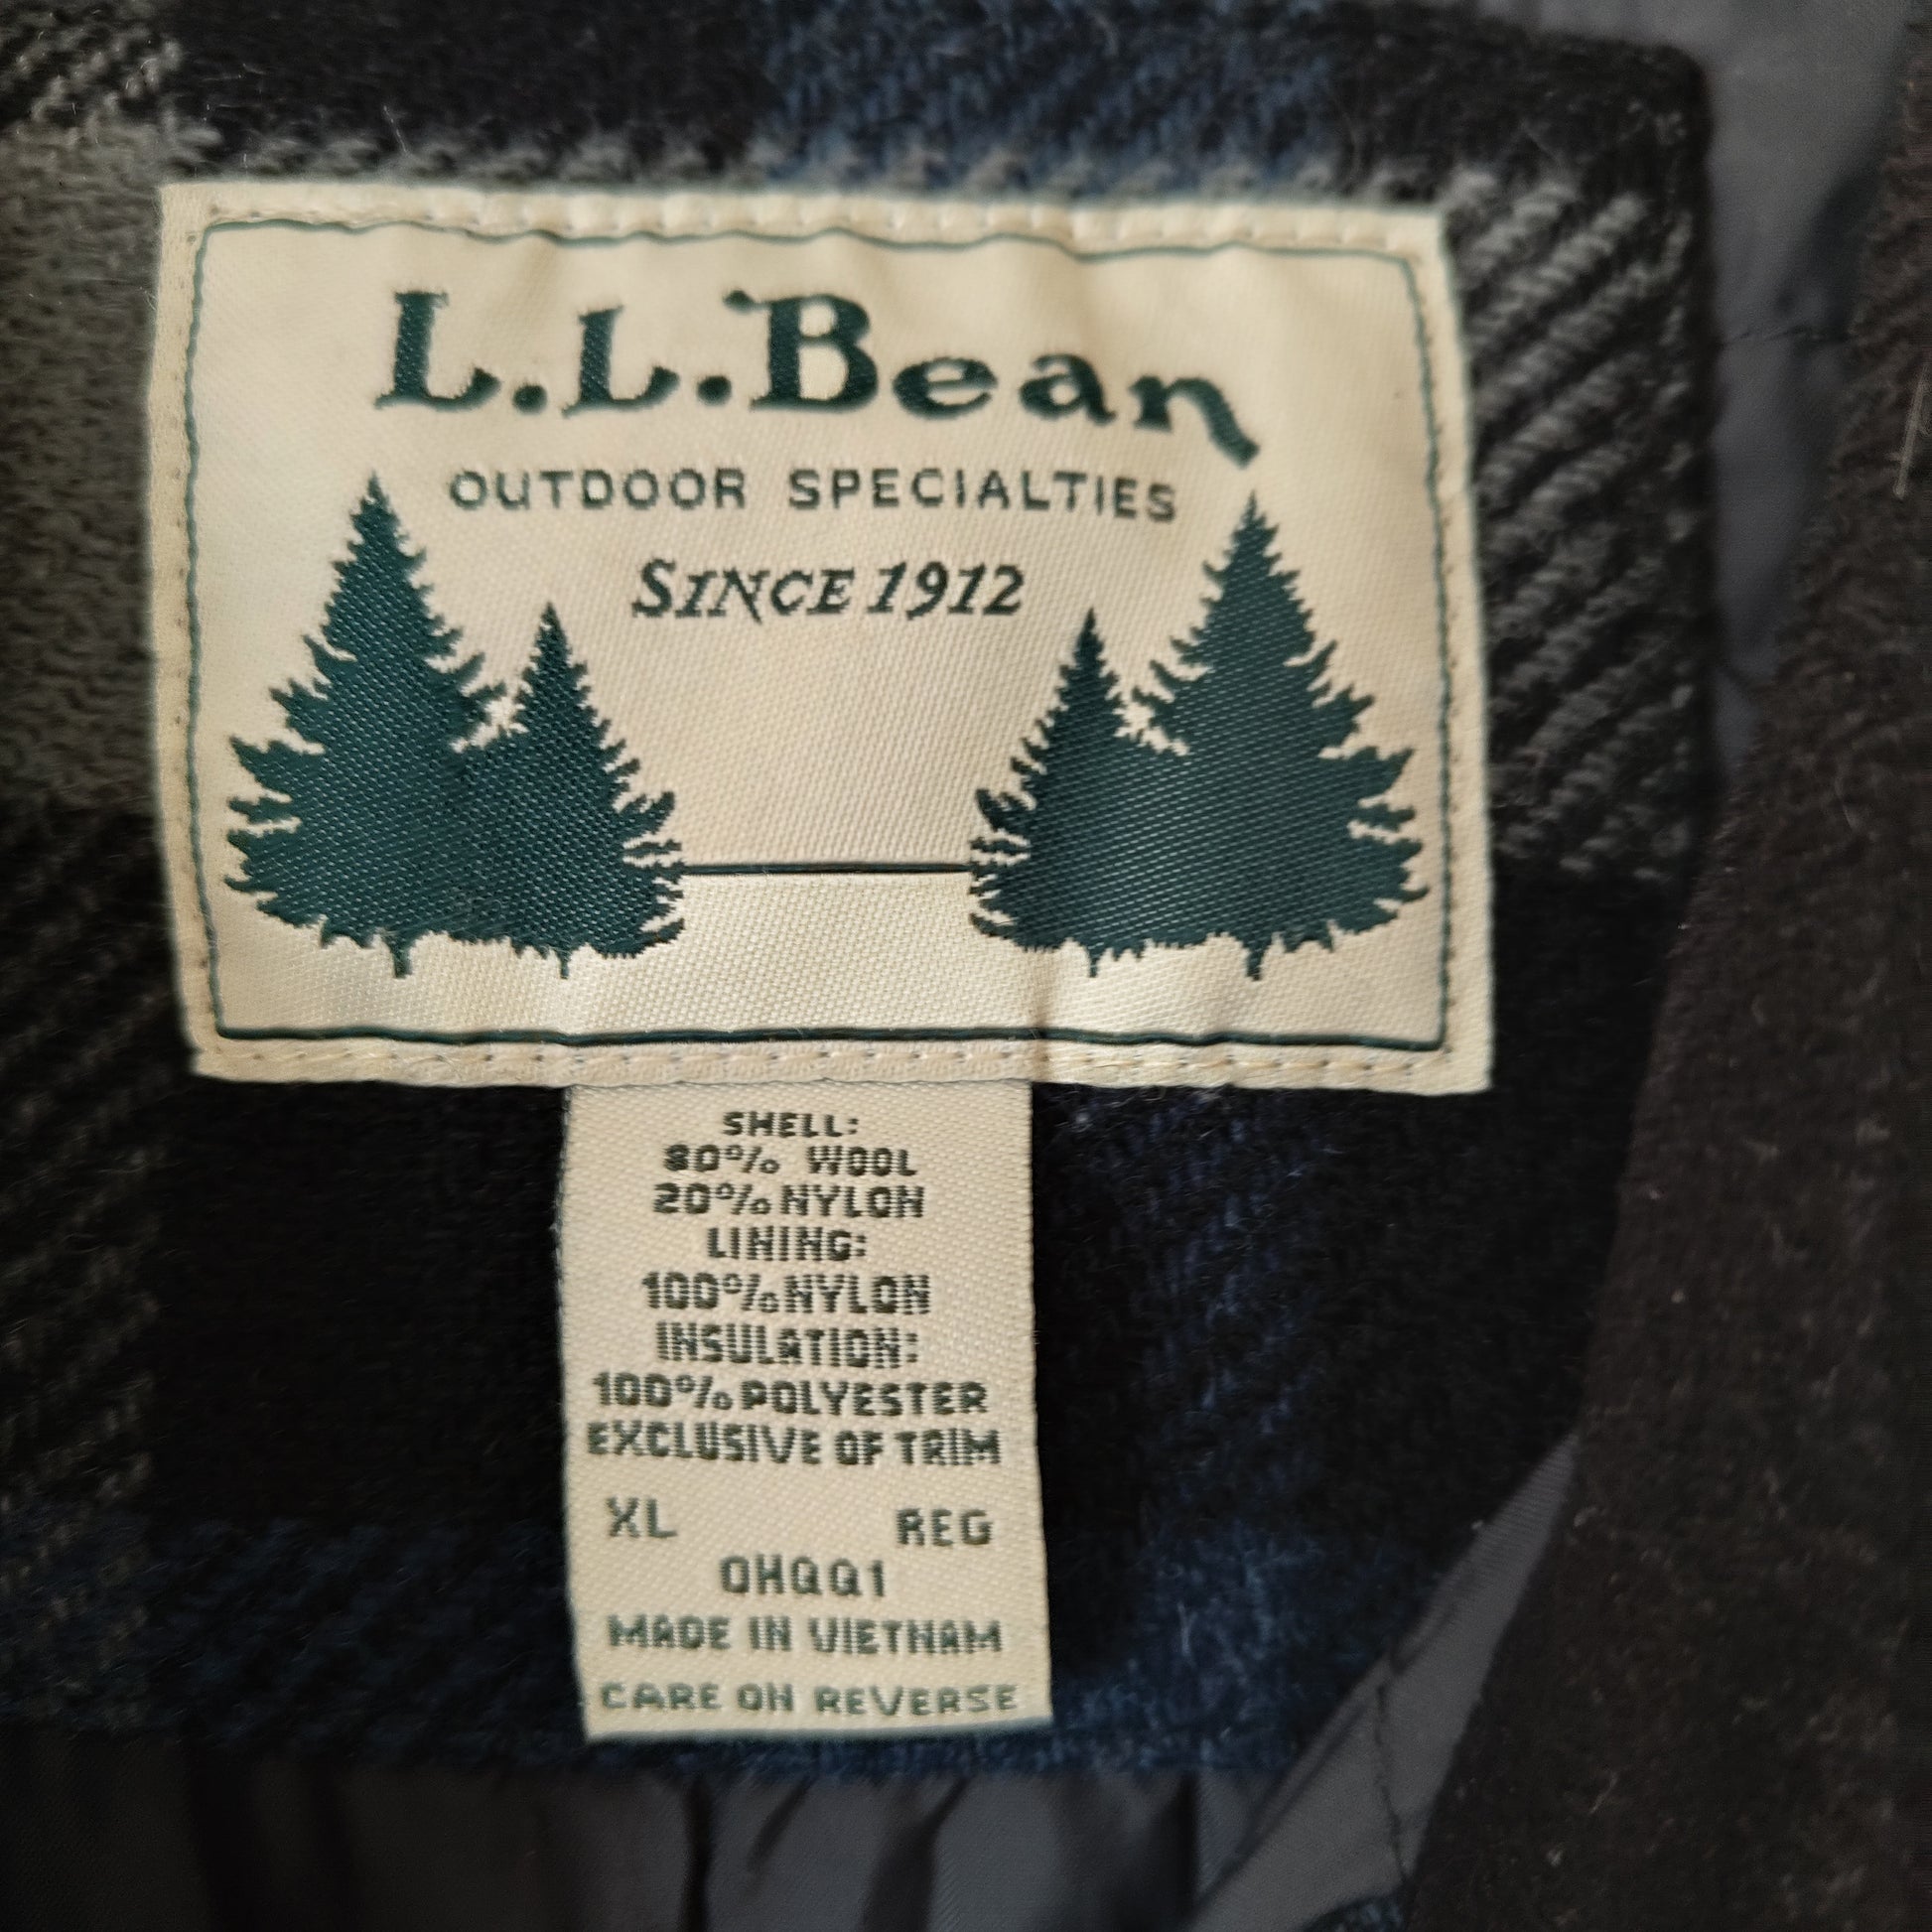 L.L.Bean
OUTDOOR SPECIALTIES
SINCE 1912
SHELL:
80% WOOL
20% NYLON
LINING:
100% NYLON
INSULATION:
100% POLYESTER
EXCLUSIVE OF TRIM
XL REG
0HQQ1
MADE IN VIETNAM
CARE ON REVERSE